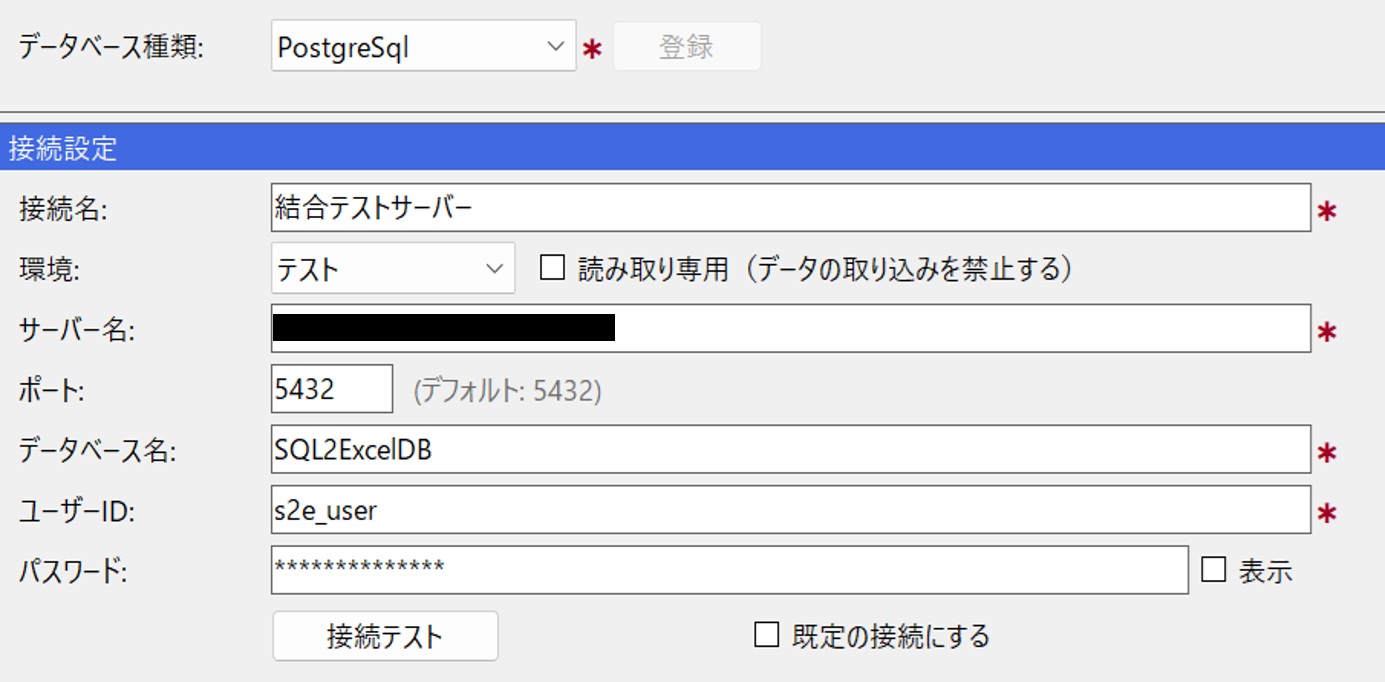 データベース種類: PostgreSql * 登録
接続設定
接続名: 結合テストサーバー *
環境: テスト 読み取り専用（データの取り込みを禁止する）
サーバー名: *
ポート: 5432 (デフォルト: 5432)
データベース名: SQL2ExcelDB *
ユーザーID: s2e_user *
パスワード: ************** 表示
接続テスト 既定の接続にする